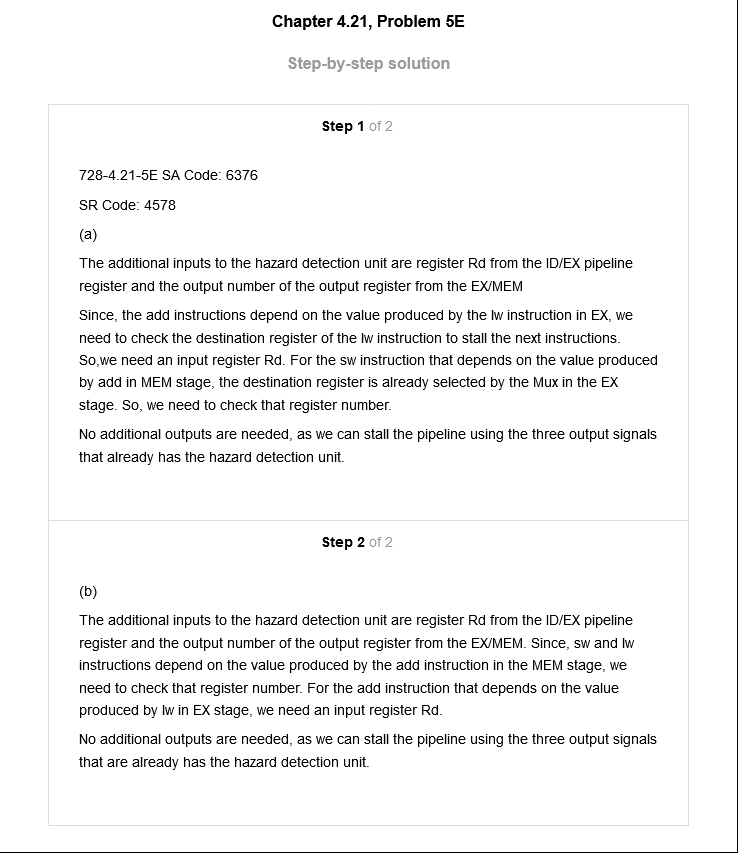 Chapter 4.21, Problem 5E
Step-by-step solution
Step 1 of 2
728-4.21-5E SA Code: 6376
SR Code: 4578
(a)
The additional inputs to the hazard detection unit are register Rd from the ID/EX pipeline
register and the output number of the output register from the EX/MEM
Since, the add instructions depend on the value produced by the lw instruction in EX, we
need to check the destination register of the lw instruction to stall the next instructions.
So,we need an input register Rd. For the sw instruction that depends on the value produced
by add in MEM stage, the destination register is already selected by the Mux in the EX
stage. So, we need to check that register number.
No additional outputs are needed, as we can stall the pipeline using the three output signals
that already has the hazard detection unit.
Step 2 of 2
(b)
The additional inputs to the hazard detection unit are register Rd from the ID/EX pipeline
register and the output number of the output register from the EX/MEM. Since, sw and lw
instructions depend on the value produced by the add instruction in the MEM stage, we
need to check that register number. For the add instruction that depends on the value
produced by lw in EX stage, we need an input register Rd.
No additional outputs are needed, as we can stall the pipeline using the three output signals
that are already has the hazard detection unit.